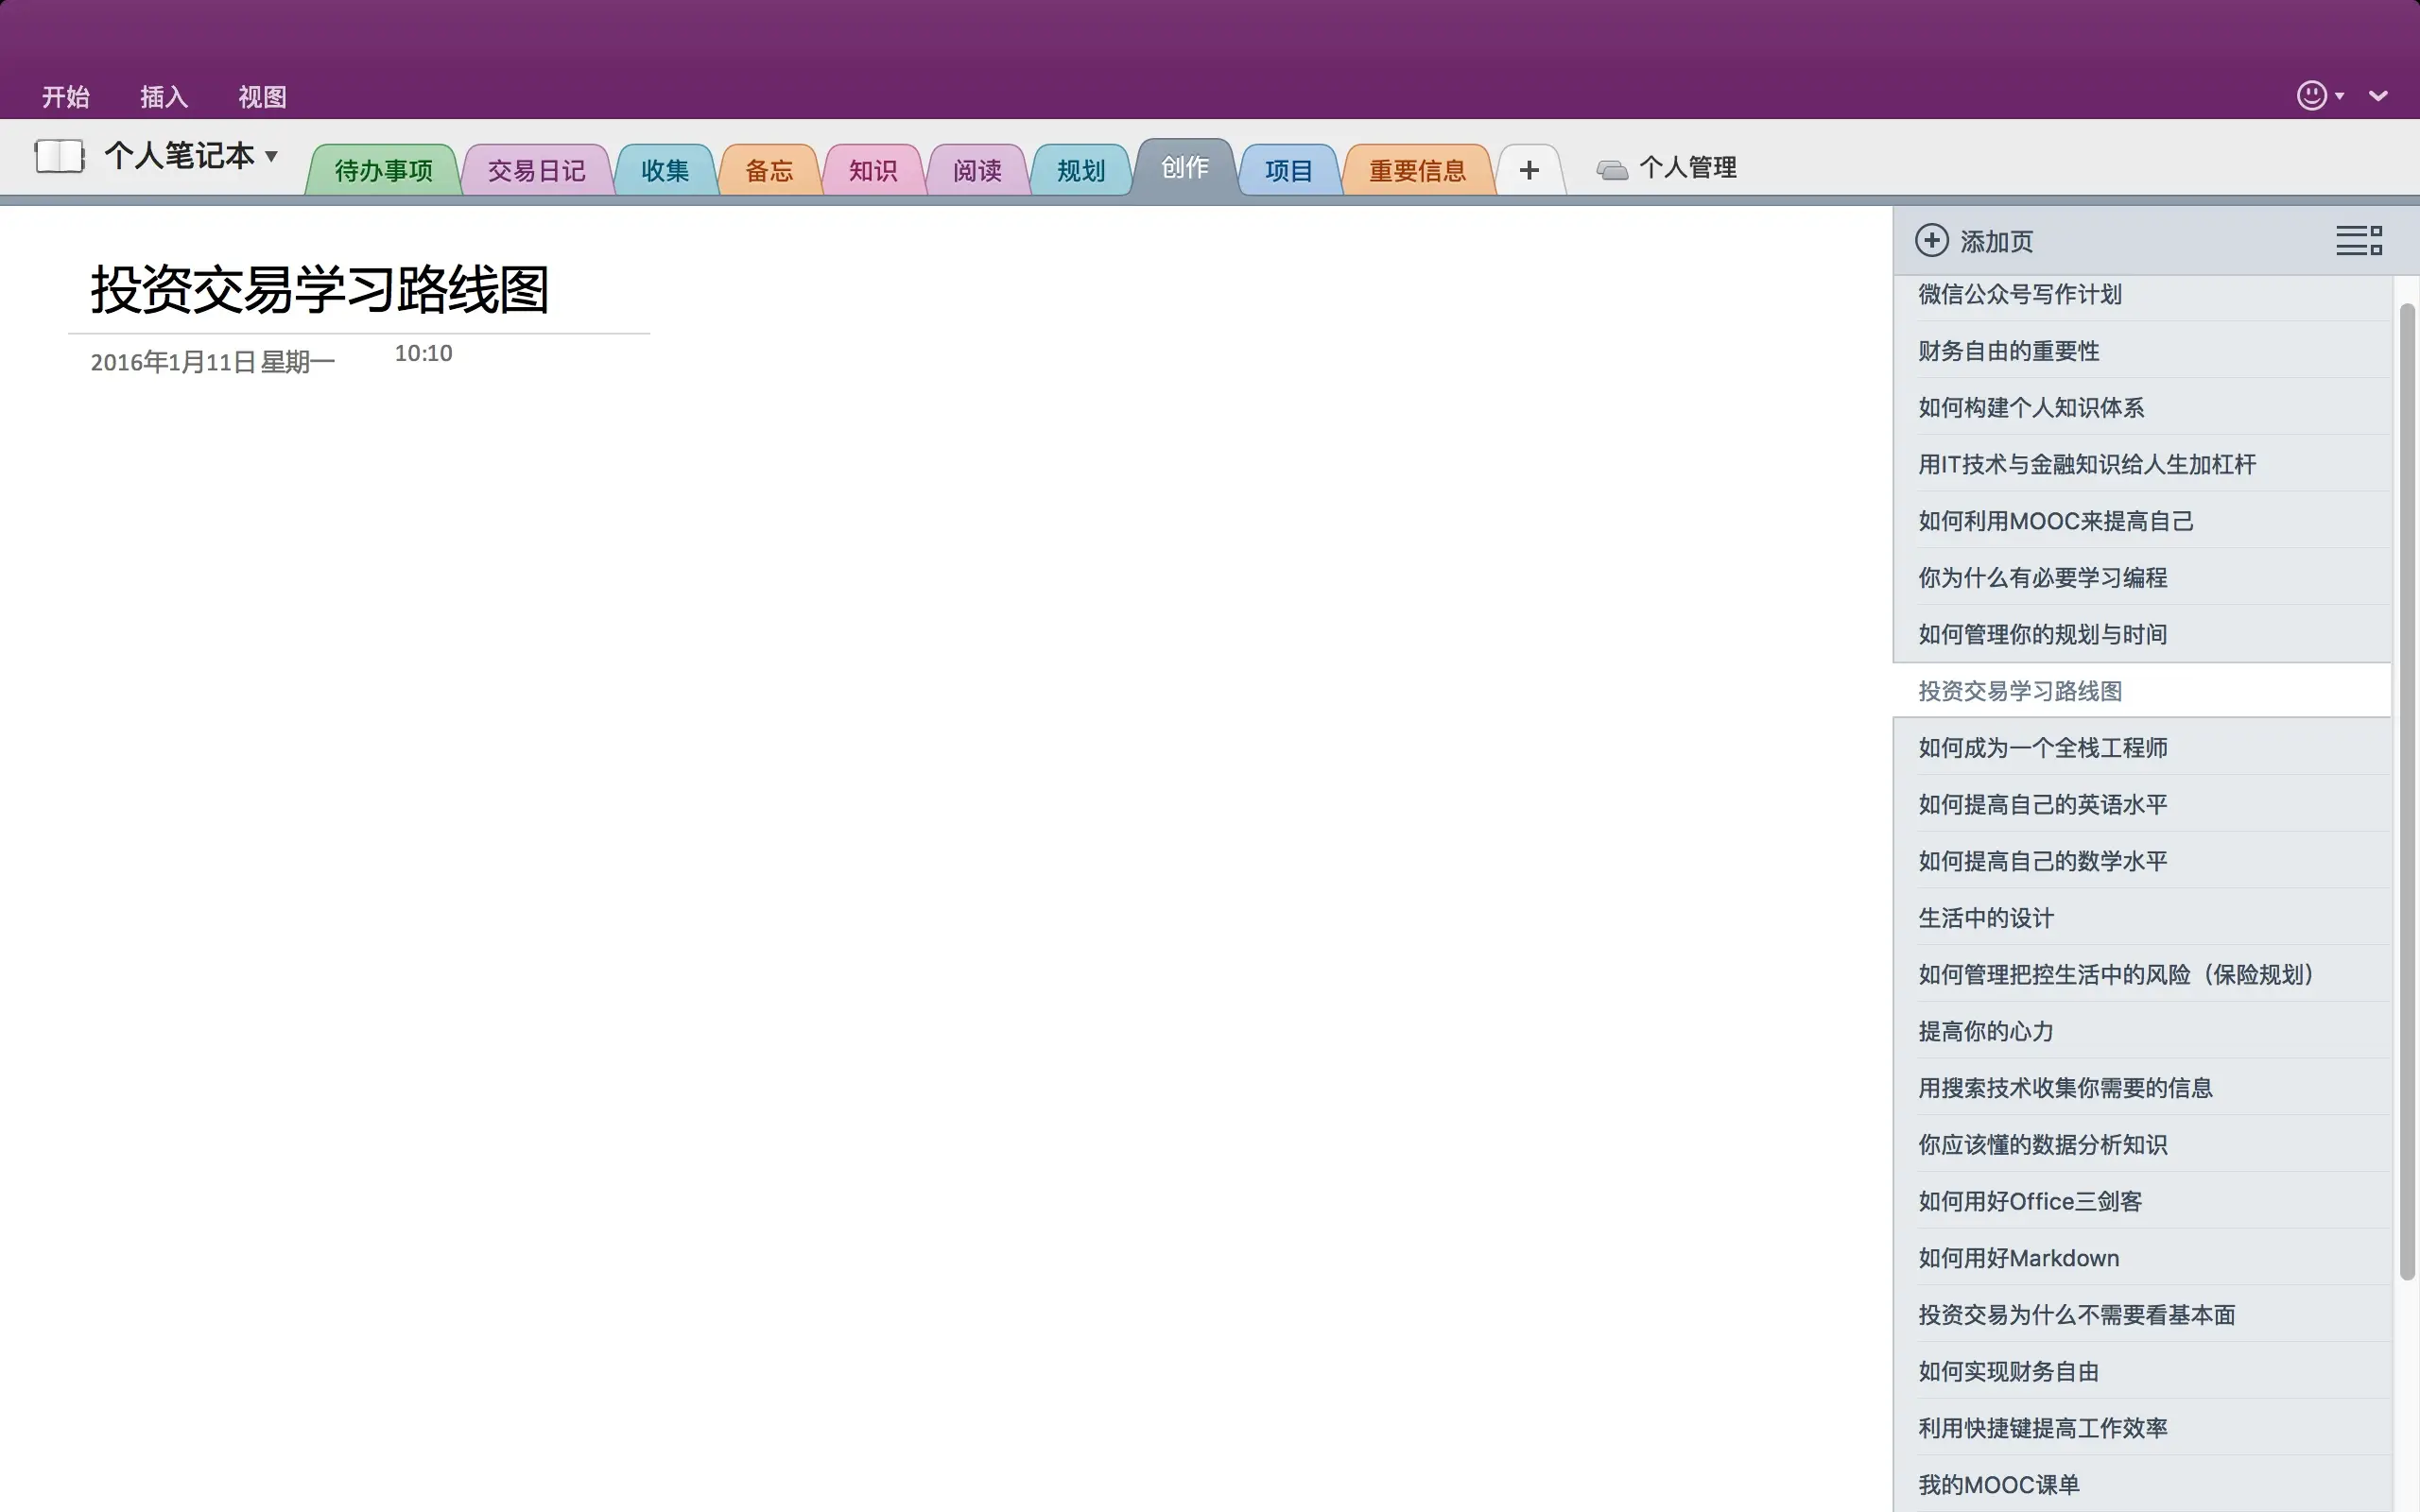 开始 插入 视图
个人笔记本 待办事项 交易日记 收集 备忘 知识 阅读 规划 创作 项目 重要信息 + 个人管理
投资交易学习路线图
2016年1月11日 星期一 10:10
添加页
微信公众号写作计划
财务自由的重要性
如何构建个人知识体系
用IT技术与金融知识给人生加杠杆
如何利用MOOC来提高自己
你为什么有必要学习编程
如何管理你的规划与时间
投资交易学习路线图
如何成为一个全栈工程师
如何提高自己的英语水平
如何提高自己的数学水平
生活中的设计
如何管理把控生活中的风险（保险规划）
提高你的心力
用搜索技术收集你需要的信息
你应该懂的数据分析知识
如何用好Office三剑客
如何用好Markdown
投资交易为什么不需要看基本面
如何实现财务自由
利用快捷键提高工作效率
我的MOOC课单